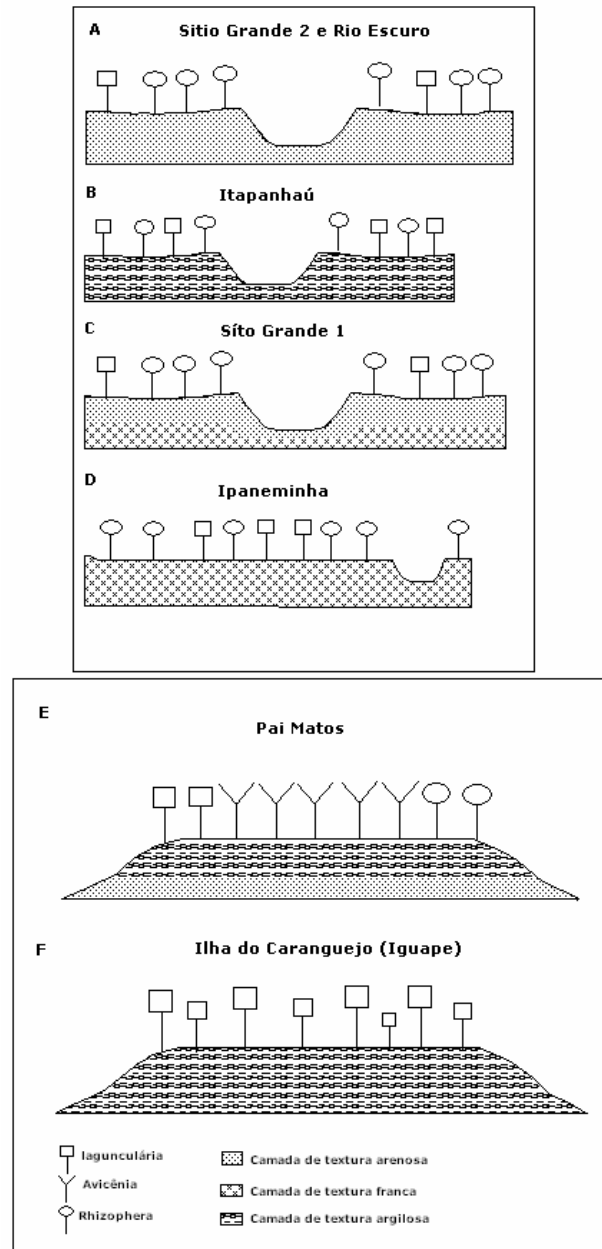 A
Sitio Grande 2 e Rio Escuro
B
Itapanhaú
C
Síto Grande 1
D
Ipaneminha
E
Pai Matos
F
Ilha do Caranguejo (Iguape)
laguncularía
Camada de textura arenosa
Avicênia
Camada de textura franca
Rhizophera
Camada de textura argilosa